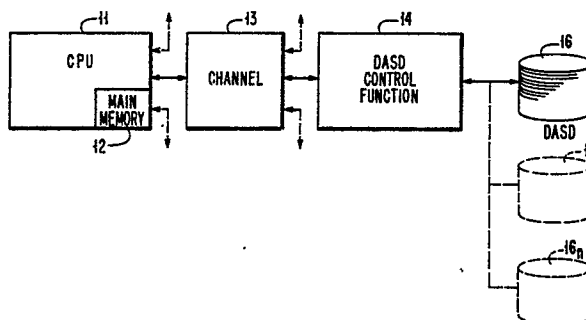 11
CPU
MAIN
MEMORY
12
13
CHANNEL
14
DASD
CONTROL
FUNCTION
16
DASD
16n